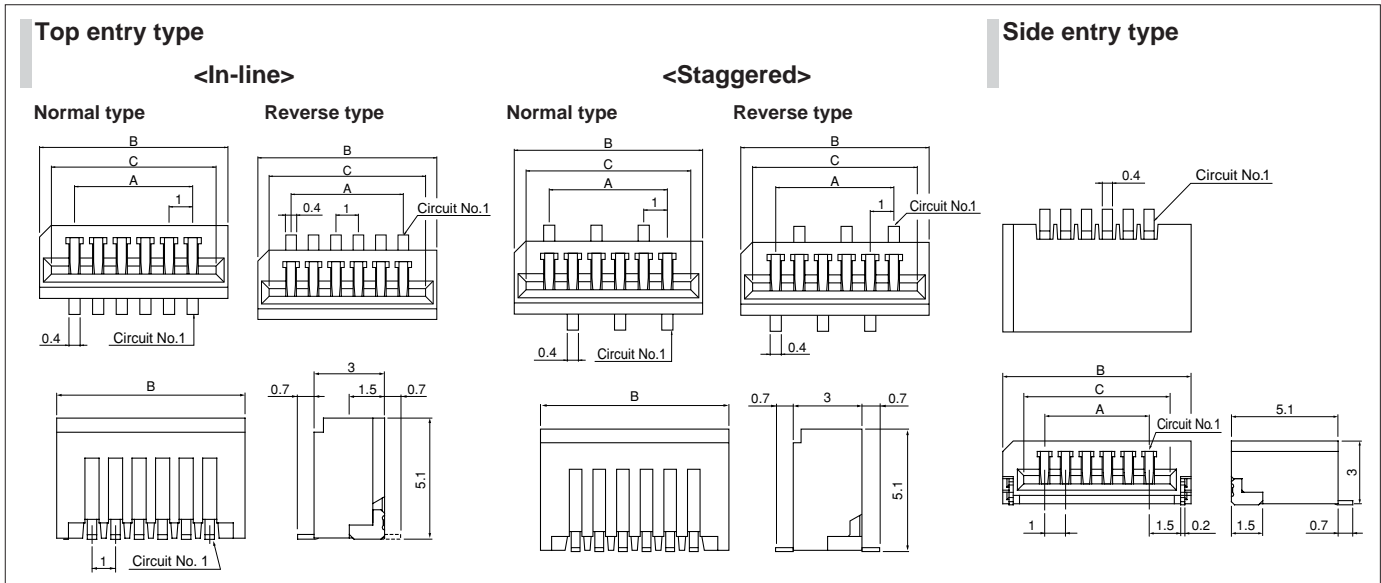 Top entry type
Side entry type
<In-line>
<Staggered>
Normal type
Reverse type
Normal type
Reverse type
B
C
A
1
0.4
Circuit No.1
B
C
A
0.4
1
Circuit No.1
B
C
A
1
0.4
Circuit No.1
B
C
A
1
Circuit No.1
0.4
0.4
Circuit No.1
B
1
Circuit No. 1
3
0.7
1.5
0.7
5.1
B
0.7
3
0.7
5.1
B
C
A
Circuit No. 1
1
1.5
0.2
5.1
3
1.5
0.7